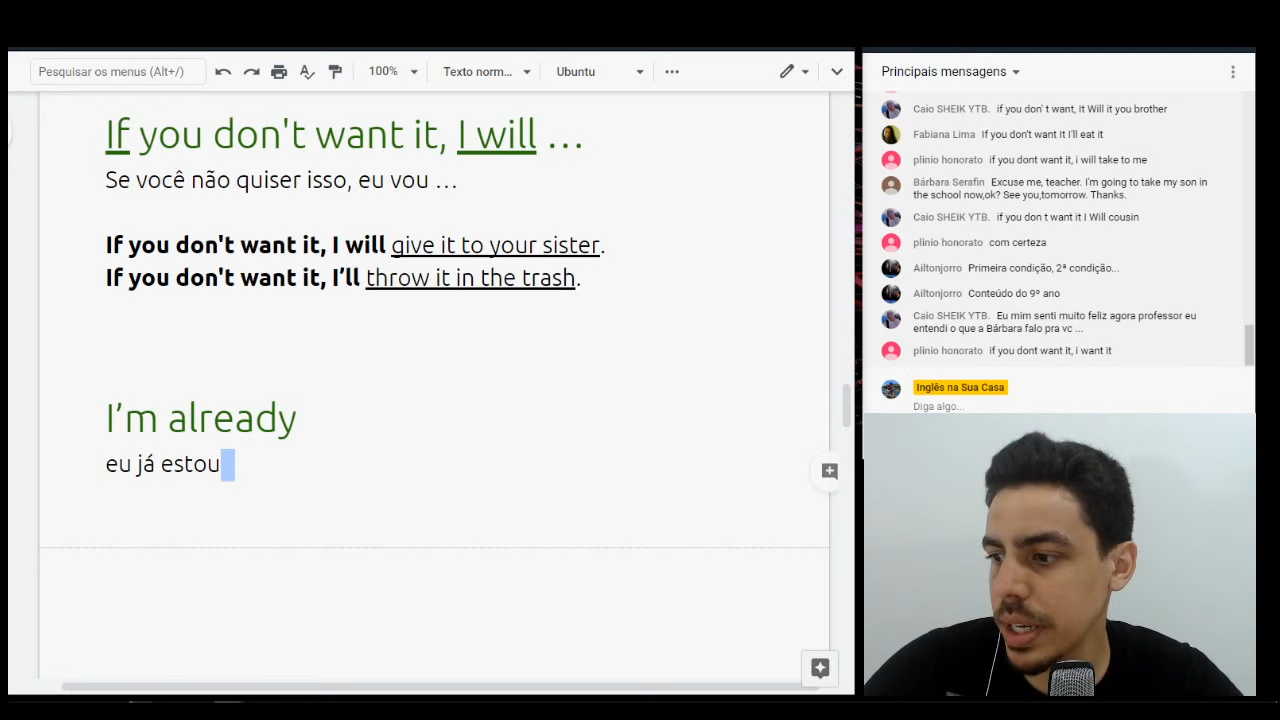 Pesquisar os menus (Alt+/)
100%
Texto norm...
Ubuntu
If you don't want it, I will …
Se você não quiser isso, eu vou …
If you don't want it, I will give it to your sister.
If you don't want it, I’ll throw it in the trash.
I’m already
eu já estou
Principais mensagens
Caio SHEIK YTB. if you don' t want, It Will it you brother
Fabiana Lima If you don't want it I'll eat it
plinio honorato if you dont want it, i will take to me
Bárbara Serafin Excuse me, teacher. I'm going to take my son in
the school now,ok? See you,tomorrow. Thanks.
Caio SHEIK YTB. if you don t want it I Will cousin
plinio honorato com certeza
Ailtonjorro Primeira condição, 2ª condição...
Ailtonjorro Conteúdo do 9º ano
Caio SHEIK YTB. Eu mim senti muito feliz agora professor eu
entendi o que a Bárbara falo pra vc ...
plinio honorato if you dont want it, i want it
Inglês na Sua Casa
Diga algo...